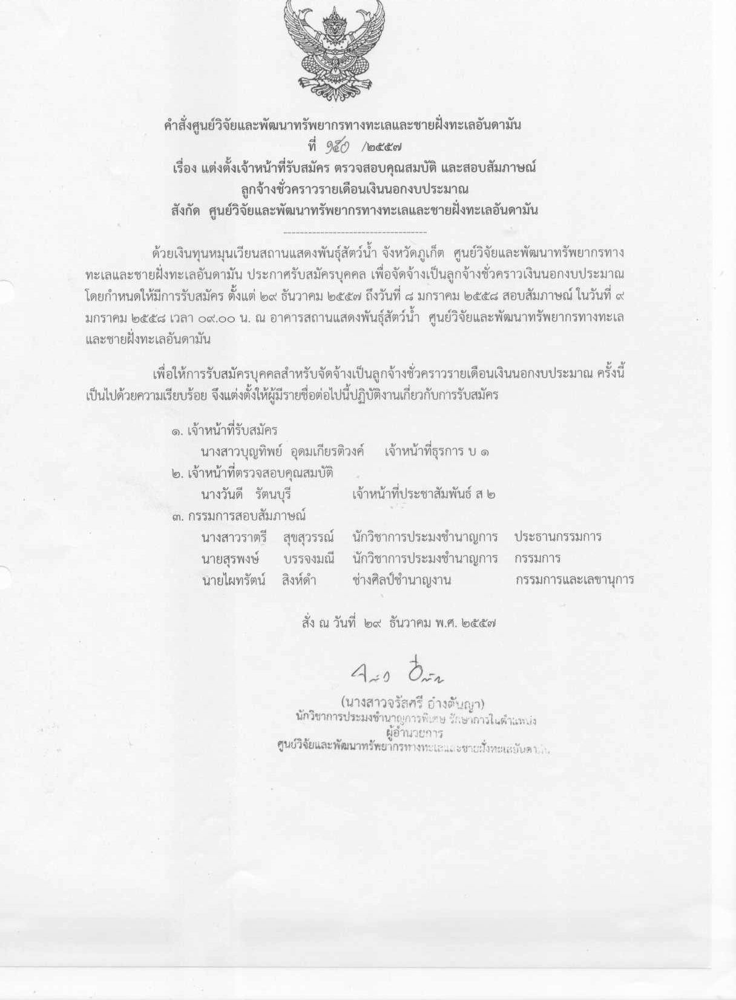 คำสั่งศูนย์วิจัยและพัฒนาทรัพยากรทางทะเลและชายฝั่งทะเลอันดามัน
ที่ ๑๕๐ /๒๕๕๗
เรื่อง แต่งตั้งเจ้าหน้าที่รับสมัคร ตรวจสอบคุณสมบัติ และสอบสัมภาษณ์
ลูกจ้างชั่วคราวรายเดือนเงินนอกงบประมาณ
สังกัด ศูนย์วิจัยและพัฒนาทรัพยากรทางทะเลและชายฝั่งทะเลอันดามัน
-----------------------------------
ด้วยเงินทุนหมุนเวียนสถานแสดงพันธุ์สัตว์น้ำ จังหวัดภูเก็ต ศูนย์วิจัยและพัฒนาทรัพยากรทาง
ทะเลและชายฝั่งทะเลอันดามัน ประกาศรับสมัครบุคคล เพื่อจัดจ้างเป็นลูกจ้างชั่วคราวเงินนอกงบประมาณ
โดยกำหนดให้มีการรับสมัคร ตั้งแต่ ๒๙ ธันวาคม ๒๕๕๗ ถึงวันที่ ๘ มกราคม ๒๕๕๘ สอบสัมภาษณ์ ในวันที่ ๙
มกราคม ๒๕๕๘ เวลา ๐๙.๐๐ น. ณ อาคารสถานแสดงพันธุ์สัตว์น้ำ ศูนย์วิจัยและพัฒนาทรัพยากรทางทะเล
และชายฝั่งทะเลอันดามัน
เพื่อให้การรับสมัครบุคคลสำหรับจัดจ้างเป็นลูกจ้างชั่วคราวรายเดือนเงินนอกงบประมาณ ครั้งนี้
เป็นไปด้วยความเรียบร้อย จึงแต่งตั้งให้ผู้มีรายชื่อต่อไปนี้ปฏิบัติงานเกี่ยวกับการรับสมัคร
๑. เจ้าหน้าที่รับสมัคร
นางสาวบุญทิพย์ อุดมเกียรติวงค์ เจ้าหน้าที่ธุรการ บ ๑
๒. เจ้าหน้าที่ตรวจสอบคุณสมบัติ
นางวันดี รัตนบุรี เจ้าหน้าที่ประชาสัมพันธ์ ส ๒
๓. กรรมการสอบสัมภาษณ์
นางสาวราตรี สุขสุวรรณ์ นักวิชาการประมงชำนาญการ ประธานกรรมการ
นายสุรพงษ์ บรรจงมณี นักวิชาการประมงชำนาญการ กรรมการ
นายไผทรัตน์ สิงห์ดำ ช่างศิลป์ชำนาญงาน กรรมการและเลขานุการ
สั่ง ณ วันที่ ๒๙ ธันวาคม พ.ศ. ๒๕๕๗
(นางสาวจรัสศรี อ๋างตันญา)
นักวิชาการประมงชำนาญการพิเศษ รักษาการในตำแหน่ง
ผู้อำนวยการ
ศูนย์วิจัยและพัฒนาทรัพยากรทางทะเลและชายฝั่งทะเลอันดามัน